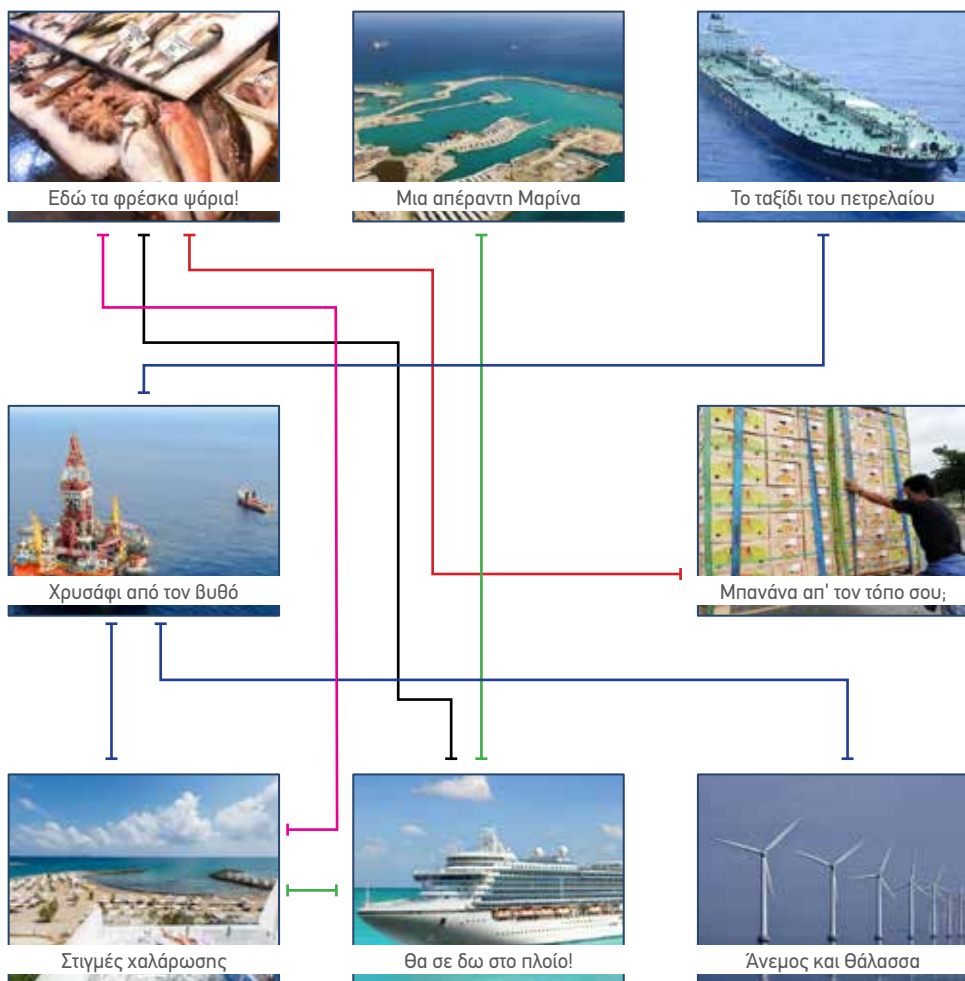 Εδώ τα φρέσκα ψάρια!
Μια απέραντη Μαρίνα
Το ταξίδι του πετρελαίου
Χρυσάφι από τον βυθό
Μπανάνα απ' τον τόπο σου;
Στιγμές χαλάρωσης
Θα σε δω στο πλοίο!
Άνεμος και θάλασσα